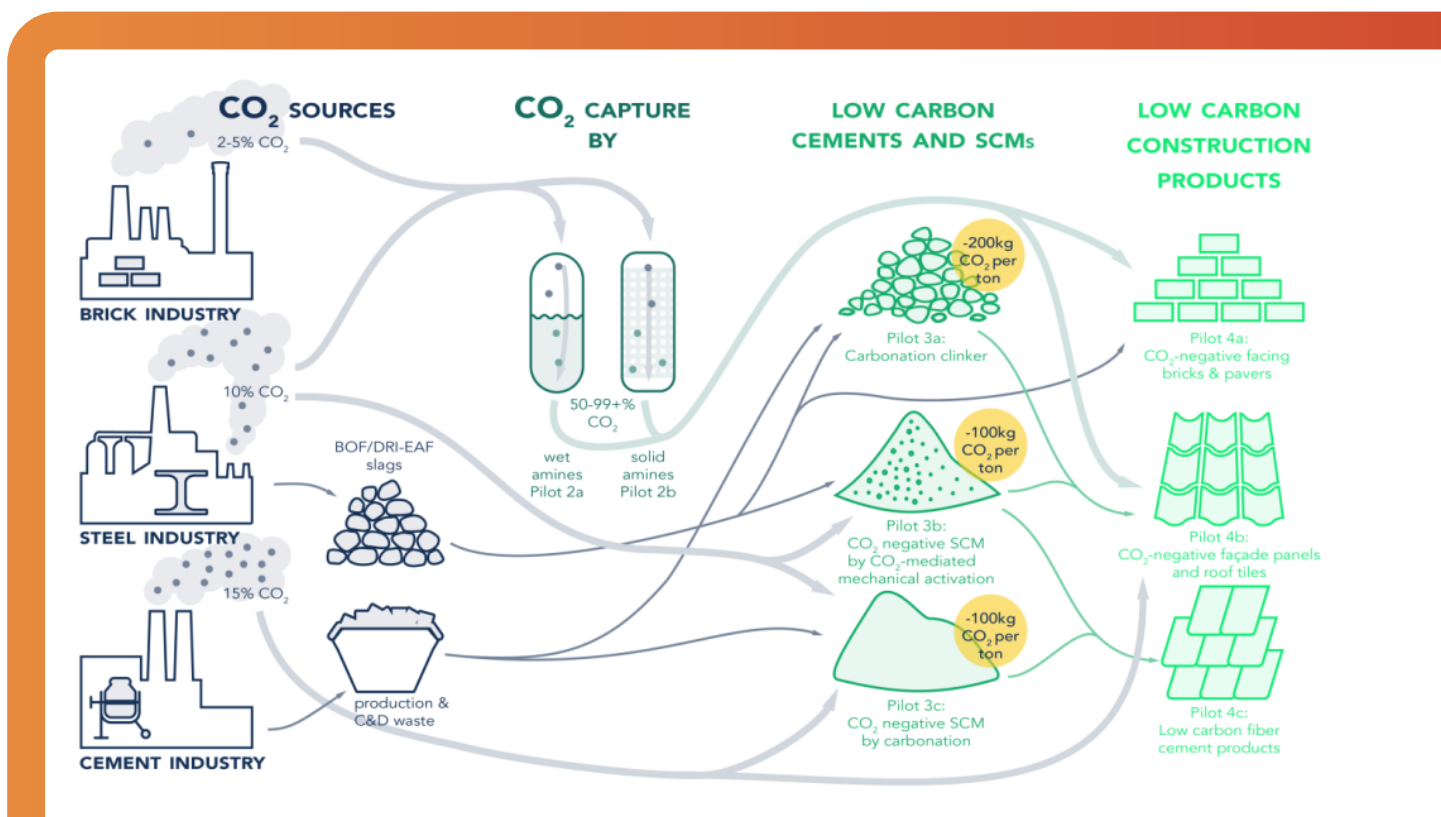 CO2 SOURCES
2-5% CO2
BRICK INDUSTRY
10% CO2
STEEL INDUSTRY
15% CO2
CEMENT INDUSTRY
BOF/DRI-EAF
slags
production &
C&D waste
CO2 CAPTURE
BY
50-99+%
CO2
wet
amines
Pilot 2a
solid
amines
Pilot 2b
LOW CARBON
CEMENTS AND SCMs
-200kg
CO2 per
ton
Pilot 3a:
Carbonation clinker
-100kg
CO2 per
ton
Pilot 3b:
CO2 negative SCM
by CO2-mediated
mechanical activation
-100kg
CO2 per
ton
Pilot 3c:
CO2 negative SCM
by carbonation
LOW CARBON
CONSTRUCTION
PRODUCTS
Pilot 4a:
CO2-negative facing
bricks & pavers
Pilot 4b:
CO2-negative façade panels
and roof tiles
Pilot 4c:
Low carbon fiber
cement products